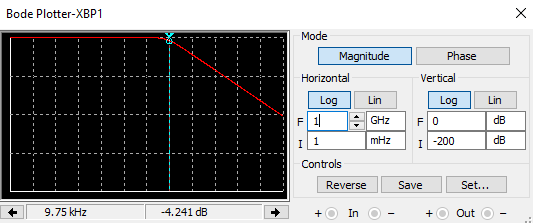 Bode Plotter-XBP1
Mode
Magnitude Phase
Horizontal Vertical
Log Lin Log Lin
F 1 GHz F 0 dB
I 1 mHz I -200 dB
Controls
Reverse Save Set...
9.75 kHz -4.241 dB
+ In − + Out −